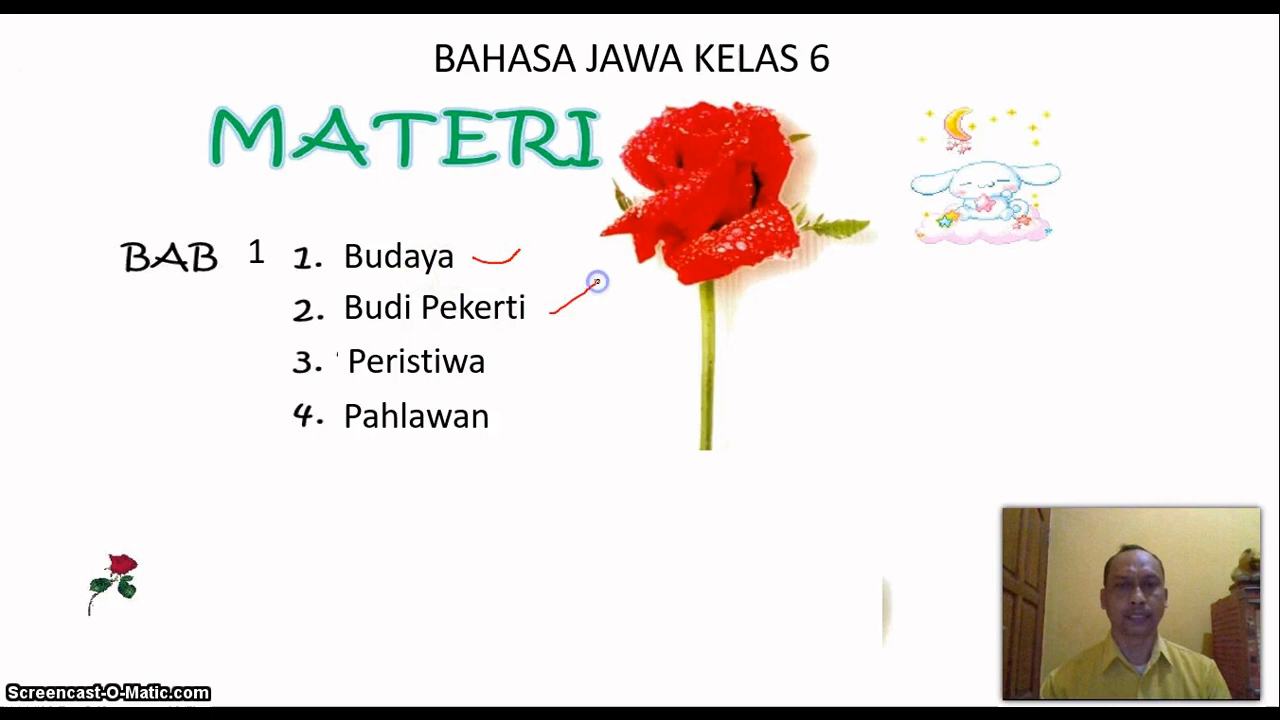 BAHASA JAWA KELAS 6
MATERI
BAB 1 1. Budaya
2. Budi Pekerti
3. Peristiwa
4. Pahlawan
Screencast-O-Matic.com